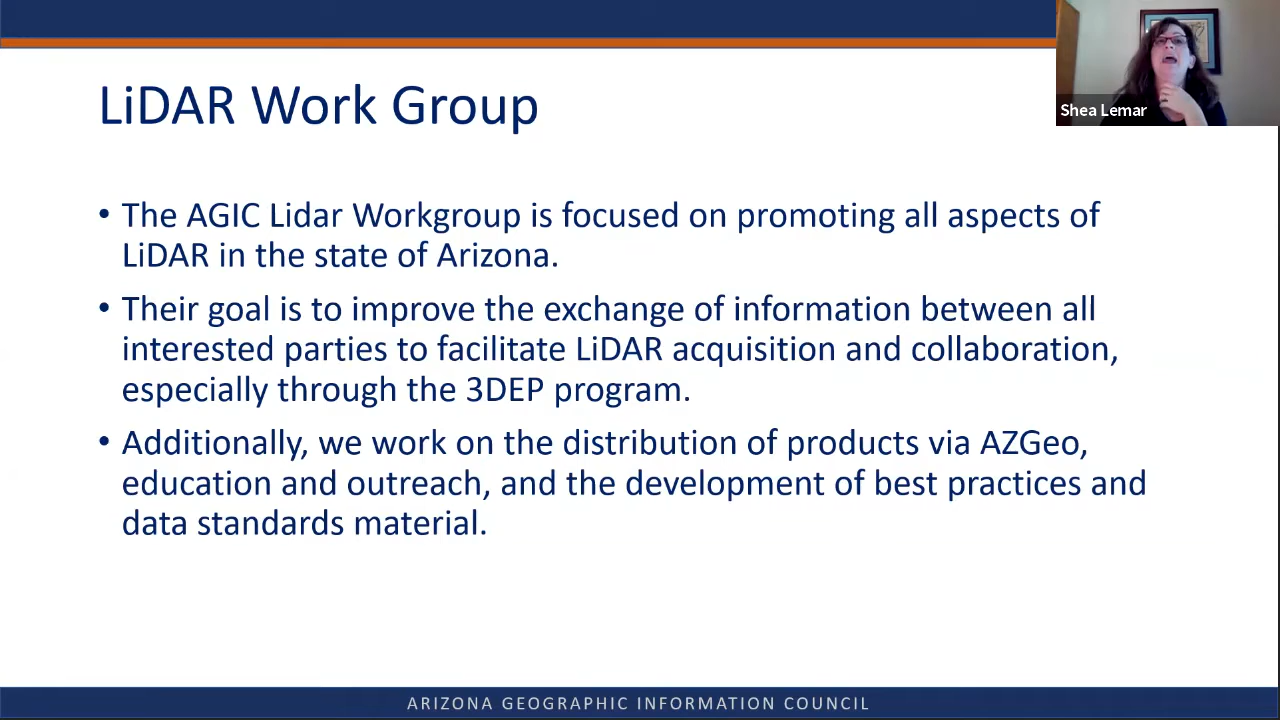 LiDAR Work Group
Shea Lemar
• The AGIC Lidar Workgroup is focused on promoting all aspects of
LiDAR in the state of Arizona.
• Their goal is to improve the exchange of information between all
interested parties to facilitate LiDAR acquisition and collaboration,
especially through the 3DEP program.
• Additionally, we work on the distribution of products via AZGeo,
education and outreach, and the development of best practices and
data standards material.
ARIZONA GEOGRAPHIC INFORMATION COUNCIL